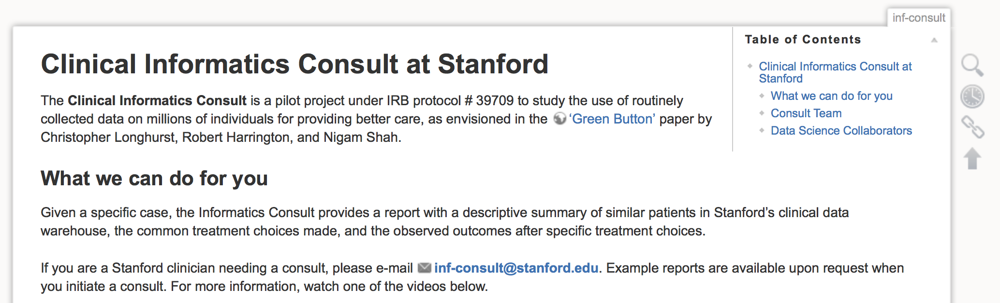 inf-consult
Clinical Informatics Consult at Stanford
The Clinical Informatics Consult is a pilot project under IRB protocol # 39709 to study the use of routinely
collected data on millions of individuals for providing better care, as envisioned in the ‘Green Button’ paper by
Christopher Longhurst, Robert Harrington, and Nigam Shah.
Table of Contents
Clinical Informatics Consult at
Stanford
What we can do for you
Consult Team
Data Science Collaborators
What we can do for you
Given a specific case, the Informatics Consult provides a report with a descriptive summary of similar patients in Stanford’s clinical data
warehouse, the common treatment choices made, and the observed outcomes after specific treatment choices.
If you are a Stanford clinician needing a consult, please e-mail inf-consult@stanford.edu. Example reports are available upon request when
you initiate a consult. For more information, watch one of the videos below.